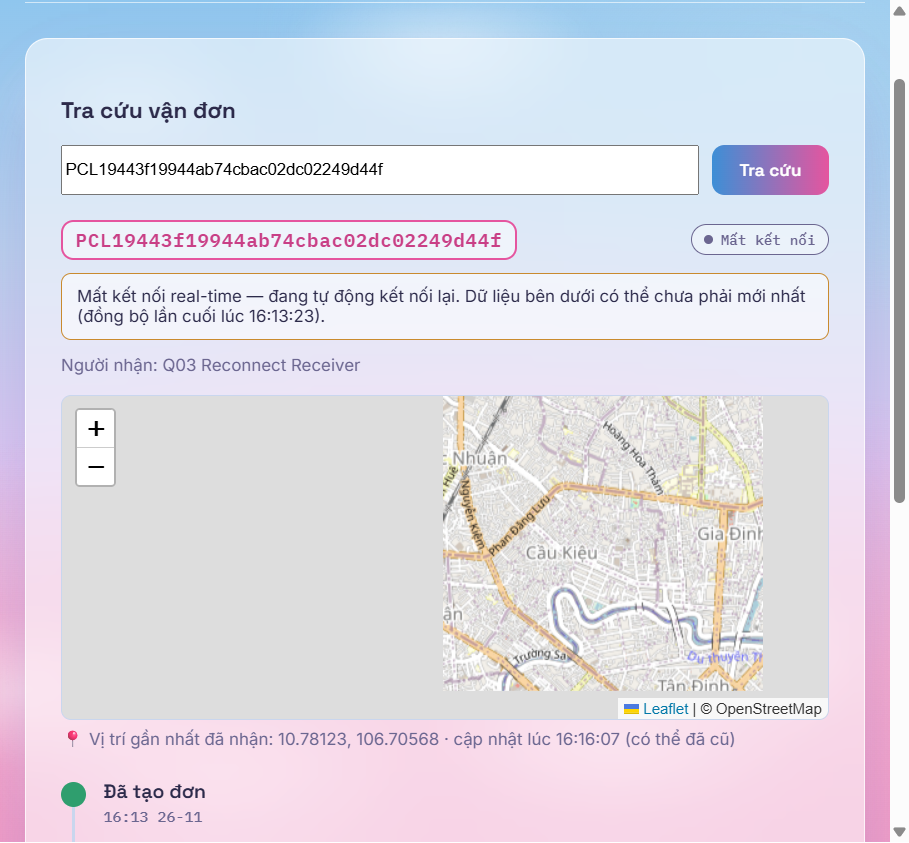 Tra cứu vận đơn
PCL19443f19944ab74cbac02dc02249d44f
Tra cứu
PCL19443f19944ab74cbac02dc02249d44f
Mất kết nối
Mất kết nối real-time — đang tự động kết nối lại. Dữ liệu bên dưới có thể chưa phải mới nhất
(đồng bộ lần cuối lúc 16:13:23).
Người nhận: Q03 Reconnect Receiver
+
−
Hoàng Hoa Thám
Nhuận
Nguyễn Kiệm
Phan Đăng Lưu
Gia Định
Cầu Kiệu
Trường Sa
Tân Định
Leaflet | © OpenStreetMap
Vị trí gần nhất đã nhận: 10.78123, 106.70568 · cập nhật lúc 16:16:07 (có thể đã cũ)
Đã tạo đơn
16:13 26-11